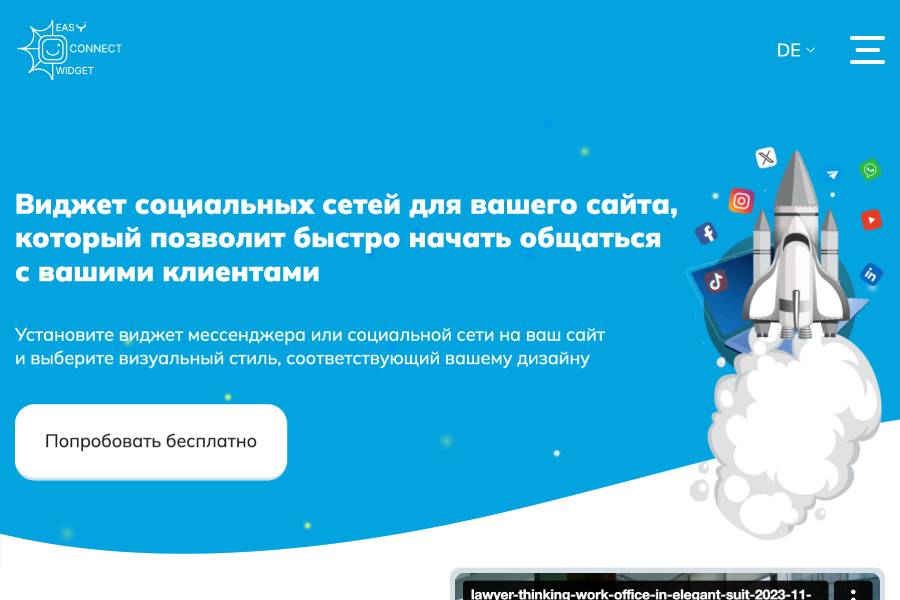 EASY
CONNECT
WIDGET
DE
Виджет социальных сетей для вашего сайта,
который позволит быстро начать общаться
с вашими клиентами
Установите виджет мессенджера или социальной сети на ваш сайт
и выберите визуальный стиль, соответствующий вашему дизайну
Попробовать бесплатно
lawyer-thinking-work-office-in-elegant-suit-2023-11-